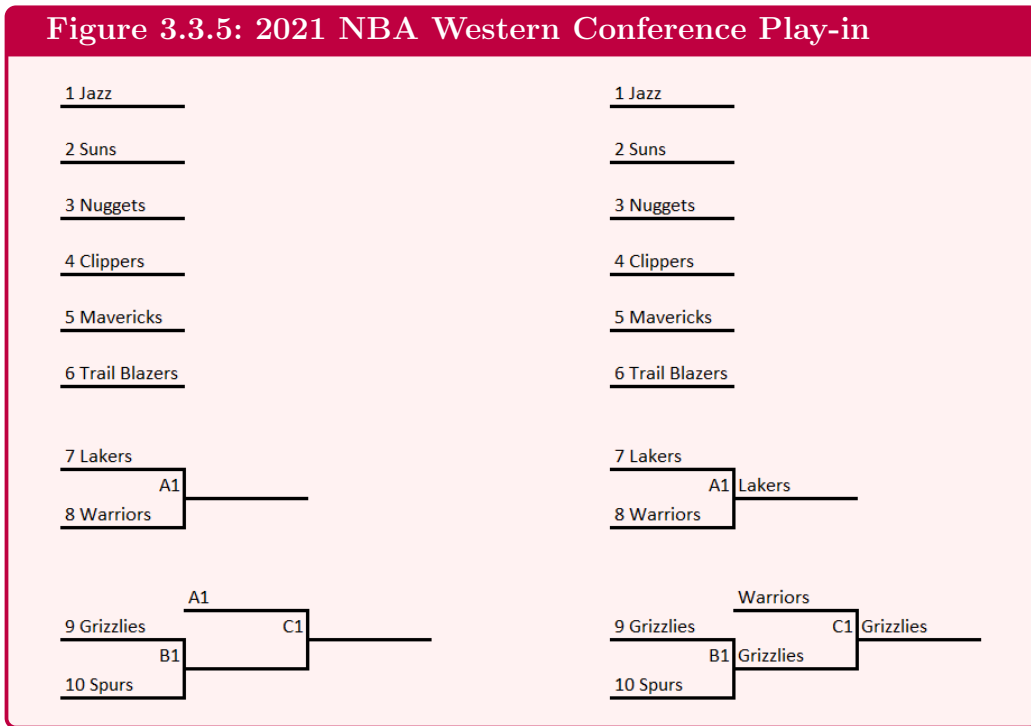 Figure 3.3.5: 2021 NBA Western Conference Play-in
1 Jazz
2 Suns
3 Nuggets
4 Clippers
5 Mavericks
6 Trail Blazers
7 Lakers
A1
8 Warriors
A1
9 Grizzlies
C1
B1
10 Spurs
1 Jazz
2 Suns
3 Nuggets
4 Clippers
5 Mavericks
6 Trail Blazers
7 Lakers
A1 Lakers
8 Warriors
Warriors
9 Grizzlies
C1 Grizzlies
B1 Grizzlies
10 Spurs